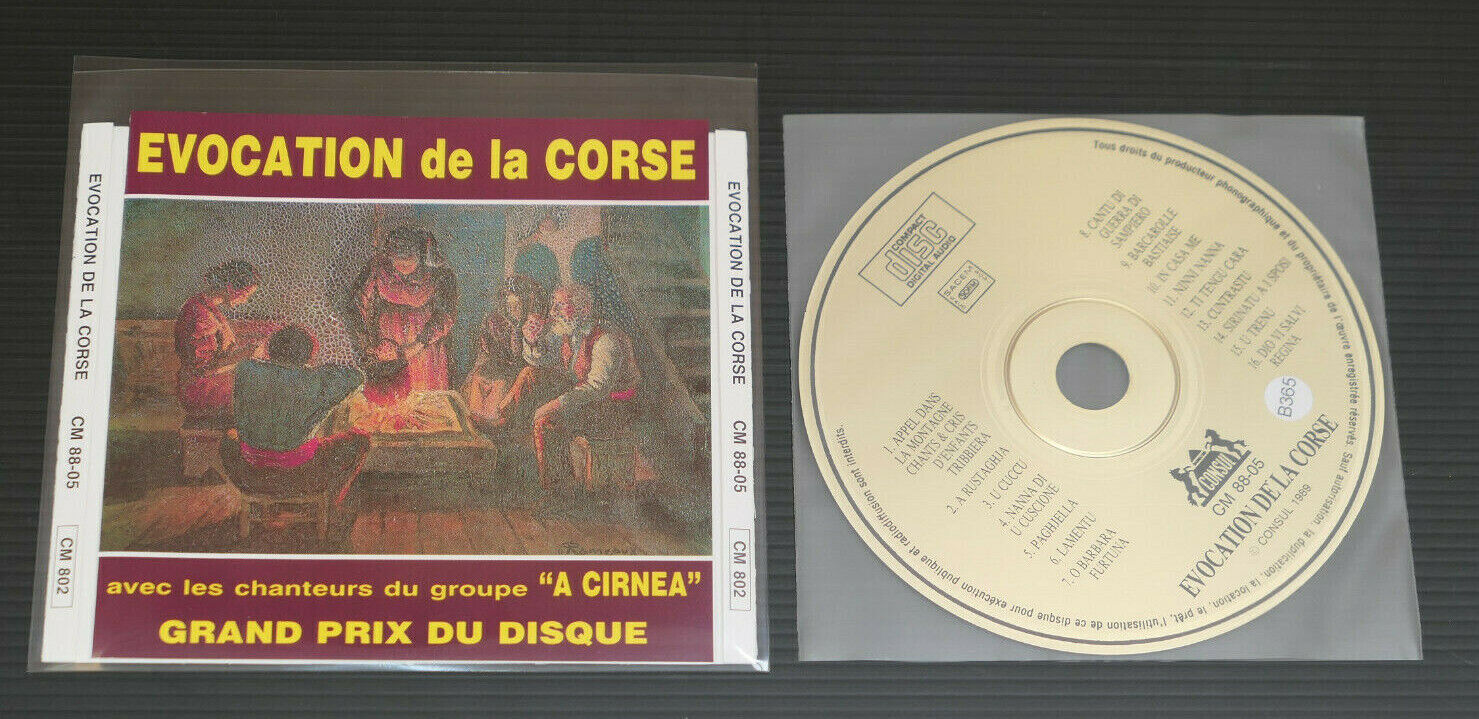 EVOCATION de la CORSE
avec les chanteurs du groupe "A CIRNEA"
GRAND PRIX DU DISQUE
EVOCATION DE LA CORSE CM 88-05 CM 802
EVOCATION DE LA CORSE CM 88-05 CM 802
COMPACT
disc
DIGITAL AUDIO
SACEM
8. CANTU DI
GUERRA DI
SAMPIERO
9. BARCAROLLE
BASTIAISE
10. IN CASA ME
11. NINNI NANNA
12. TI TENGU CARA
13. CUNTRASTU
14. SIRINATU A I SPOSI
15. U TRENU
16. DIO VI SALVI
REGINA
1. APPEL DANS
LA MONTAGNE
CHANTS & CRIS
D'ENFANTS
TRIBBIERA
2. A RUSTAGHIA
3. U CUCCU
4. NANNA DI
U CUSCIONE
5. PAGHIELLA
6. LAMENTU
7. O BARBARA
FURTUNA
B365
CONSUL
CM 88-05
EVOCATION DE LA CORSE
© CONSUL 1989
Tous droits du producteur phonographique et du propriétaire de l'œuvre enregistrée réservés. Sauf autorisation, la duplication, la location, le prêt, l'utilisation de ce disque pour exécution publique et radiodiffusion sont interdits.